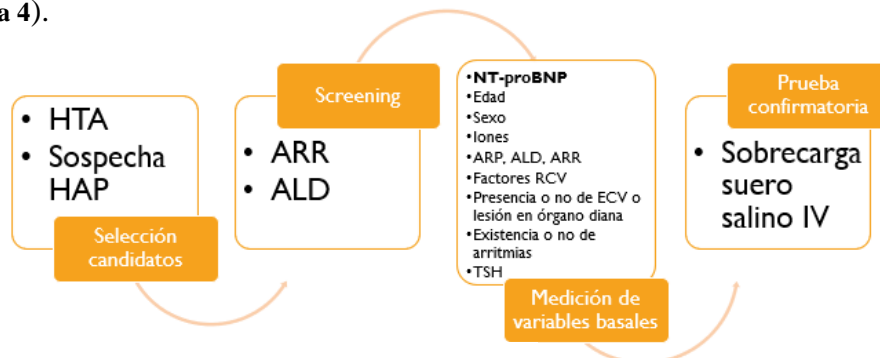 a 4).
• HTA
• Sospecha
HAP
Selección
candidatos
Screening
• ARR
• ALD
•NT-proBNP
•Edad
•Sexo
•Iones
•ARP, ALD, ARR
•Factores RCV
•Presencia o no de ECV o
lesión en órgano diana
•Existencia o no de
arritmias
•TSH
Medición de
variables basales
Prueba
confirmatoria
• Sobrecarga
suero
salino IV